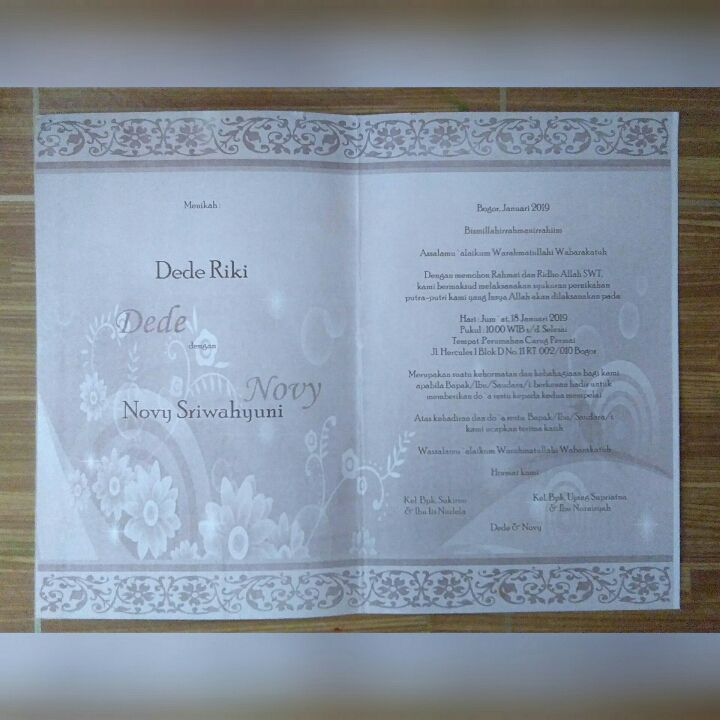 Menikah :
Dede Riki
Dede
dengan
Novy
Novy Sriwahyuni
Bogor, Januari 2019
Bismillahirrahmanirrahiim
Assalamu `alaikum Warahmatullahi Wabarakatuh
Dengan memohon Rahmat dan Ridho Allah SWT,
kami bermaksud melaksanakan syukuran pernikahan
putra-putri kami yang Insya Allah akan dilaksanakan pada:
Hari : Jum`at, 18 Januari 2019
Pukul : 10.00 WIB s/d Selesai
Tempat Perumahan Curug Permai
Jl. Hercules I Blok D No. 11 RT 002/010 Bogor
Merupakan suatu kehormatan dan kebahagiaan bagi kami
apabila Bapak/Ibu/Saudara/i. berkenan hadir untuk
memberikan do`a restu kepada kedua mempelai
Atas kehadiran dan do`a restu Bapak/Ibu/Saudara/i
kami ucapkan terima kasih
Wassalamu `alaikum Warahmatullahi Wabarakatuh
Hormat kami
Kel. Bpk. Sukirno
& Ibu Iis Nurlela
Kel. Bpk. Ujang Supriatna
& Ibu Nuraisyah
Dede & Novy